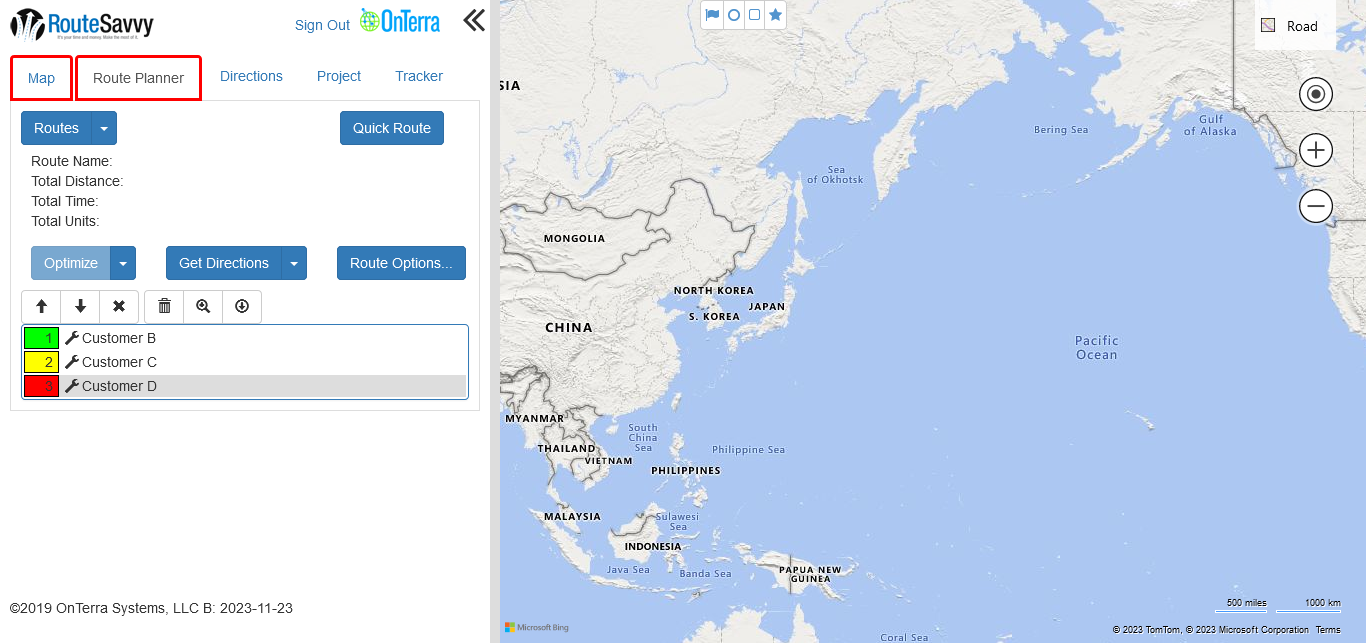 RouteSavvy
It's your time and money. Make the most of it.
Sign Out
OnTerra
Map
Route Planner
Directions
Project
Tracker
Routes
Quick Route
Route Name:
Total Distance:
Total Time:
Total Units:
Optimize
Get Directions
Route Options...
1 Customer B
2 Customer C
3 Customer D
©2019 OnTerra Systems, LLC B: 2023-11-23
Road
SIA
Bering Sea
Gulf
of Alaska
Sea
of Okhotsk
MONGOLIA
NORTH KOREA
JAPAN
S. KOREA
CHINA
Pacific
Ocean
MYANMAR
South
China
Sea
THAILAND
VIETNAM
Philippine Sea
PHILIPPINES
MALAYSIA
Sulawesi
Sea
INDONESIA
Java Sea
Banda Sea
PAPUA NEW
GUINEA
Coral Sea
500 miles
1000 km
Microsoft Bing
© 2023 TomTom, © 2023 Microsoft Corporation Terms